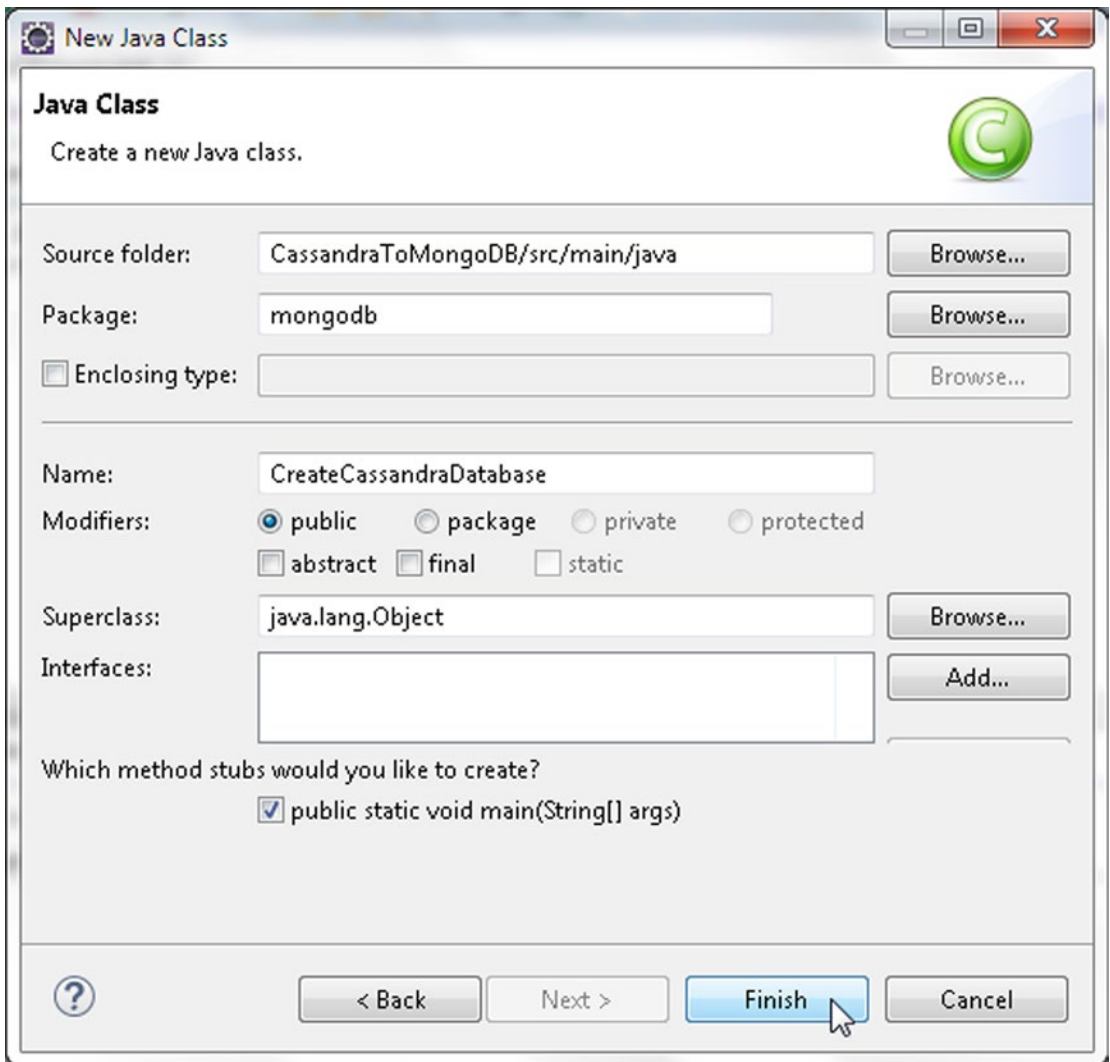 New Java Class
Java Class
Create a new Java class.
C
Source folder: CassandraToMongoDB/src/main/java Browse...
Package: mongodb Browse...
Enclosing type: Browse...
Name: CreateCassandraDatabase
Modifiers: public package private protected
abstract final static
Superclass: java.lang.Object Browse...
Interfaces: Add...
Which method stubs would you like to create?
public static void main(String[] args)
? < Back Next > Finish Cancel